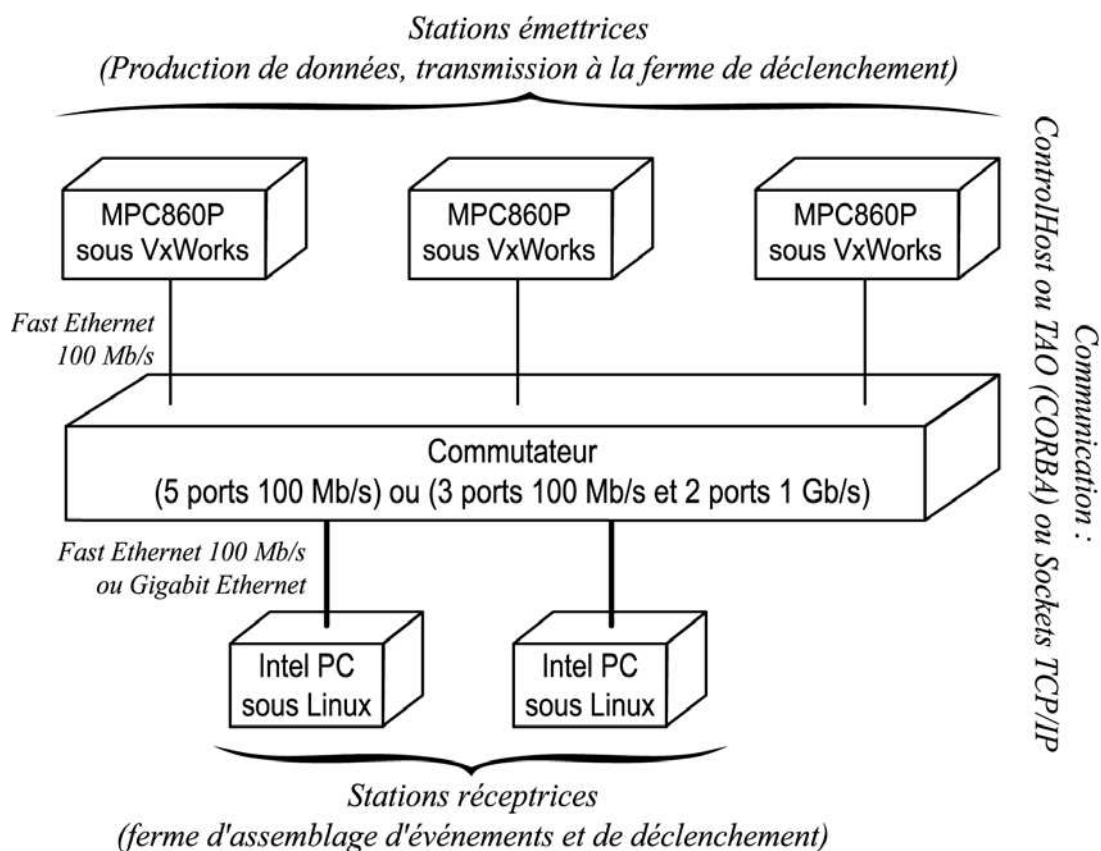 Stations émettrices
(Production de données, transmission à la ferme de déclenchement)
MPC860P
sous VxWorks
MPC860P
sous VxWorks
MPC860P
sous VxWorks
Fast Ethernet
100 Mb/s
Commutateur
(5 ports 100 Mb/s) ou (3 ports 100 Mb/s et 2 ports 1 Gb/s)
Fast Ethernet 100 Mb/s
ou Gigabit Ethernet
Intel PC
sous Linux
Intel PC
sous Linux
Stations réceptrices
(ferme d'assemblage d'événements et de déclenchement)
Communication :
ControlHost ou TAO (CORBA) ou Sockets TCP/IP